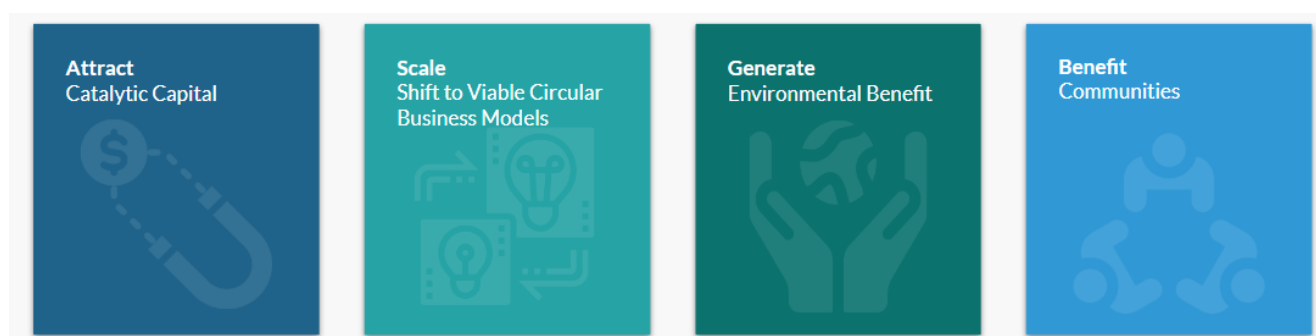 Attract
Catalytic Capital
Scale
Shift to Viable Circular
Business Models
Generate
Environmental Benefit
Benefit
Communities
$